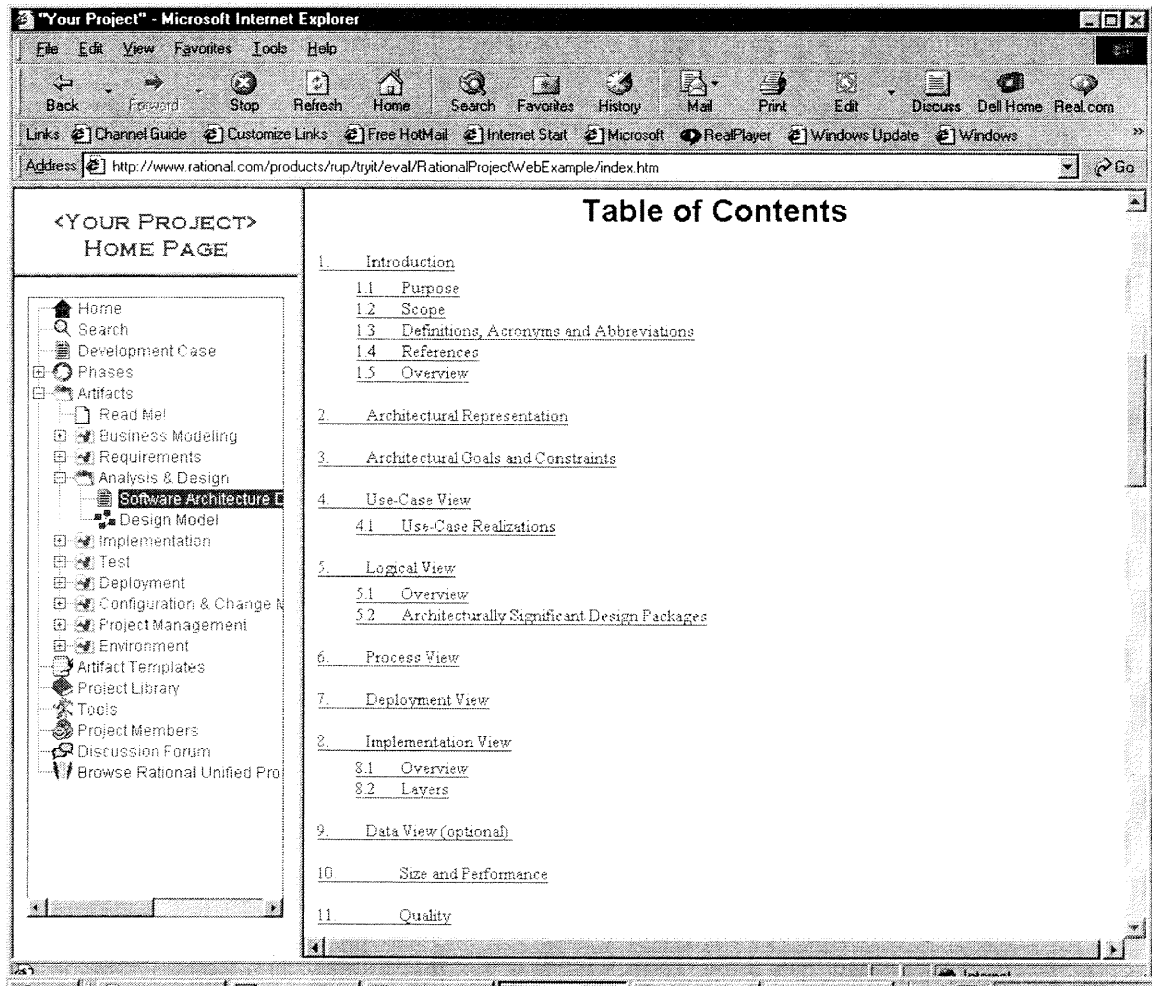 "Your Project" - Microsoft Internet Explorer
File Edit View Favorites Tools Help
Back Forward Stop Refresh Home Search Favorites History Mail Print Edit Discuss Dell Home Real.com
Links Channel Guide Customize Links Free HotMail Internet Start Microsoft RealPlayer Windows Update Windows »
Address http://www.rational.com/products/rup/tryit/eval/RationalProjectWebExample/index.htm Go
<YOUR PROJECT>
HOME PAGE
Home
Search
Development Case
Phases
Artifacts
Read Me!
Business Modeling
Requirements
Analysis & Design
Software Architecture D
Design Model
Implementation
Test
Deployment
Configuration & Change M
Project Management
Environment
Artifact Templates
Project Library
Tools
Project Members
Discussion Forum
Browse Rational Unified Pro
Table of Contents
1. Introduction
1.1 Purpose
1.2 Scope
1.3 Definitions, Acronyms and Abbreviations
1.4 References
1.5 Overview
2. Architectural Representation
3. Architectural Goals and Constraints
4. Use-Case View
4.1 Use-Case Realizations
5. Logical View
5.1 Overview
5.2 Architecturally Significant Design Packages
6. Process View
7. Deployment View
8. Implementation View
8.1 Overview
8.2 Layers
9. Data View (optional)
10. Size and Performance
11. Quality
Internet